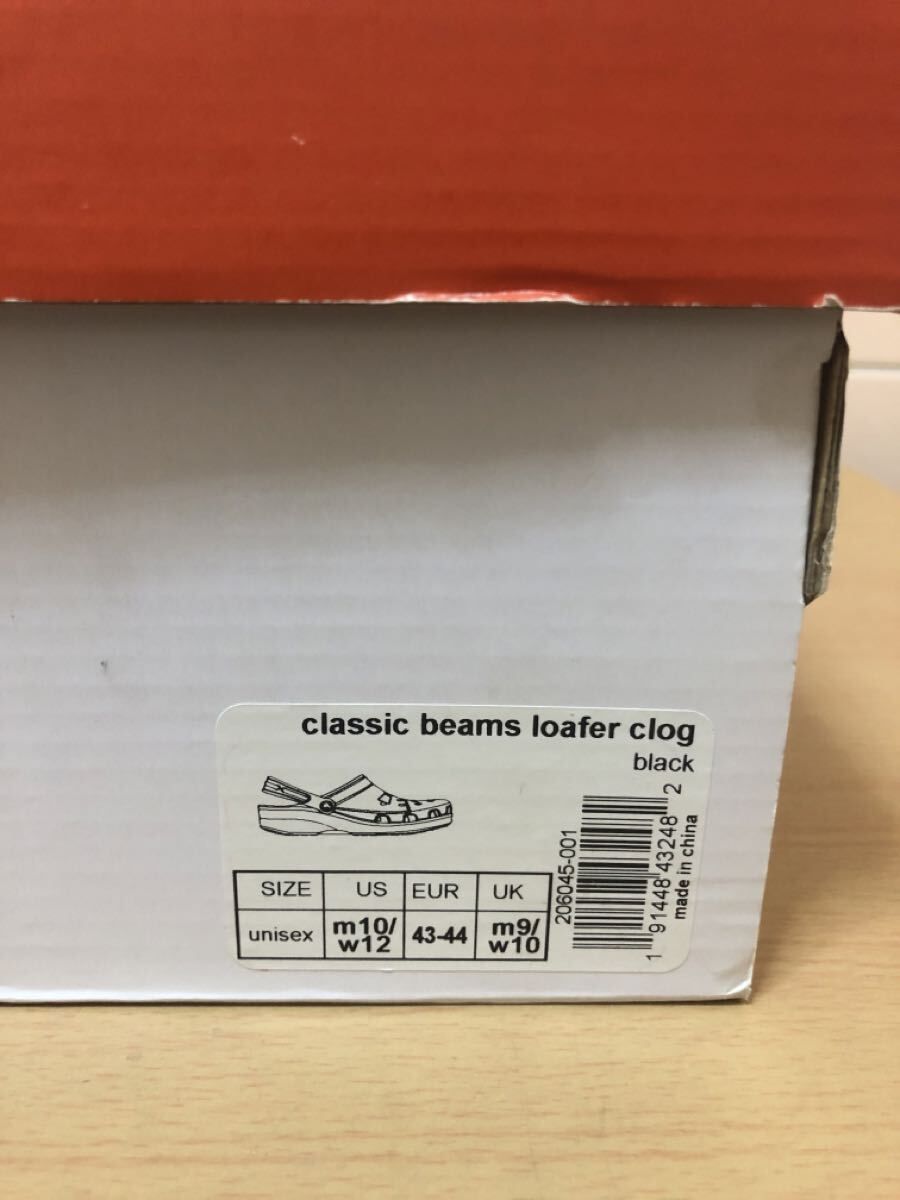 classic beams loafer clog
black
SIZE US EUR UK
unisex m10/w12 43-44 m9/w10
206045-001
1 91448 43248 2
made in china